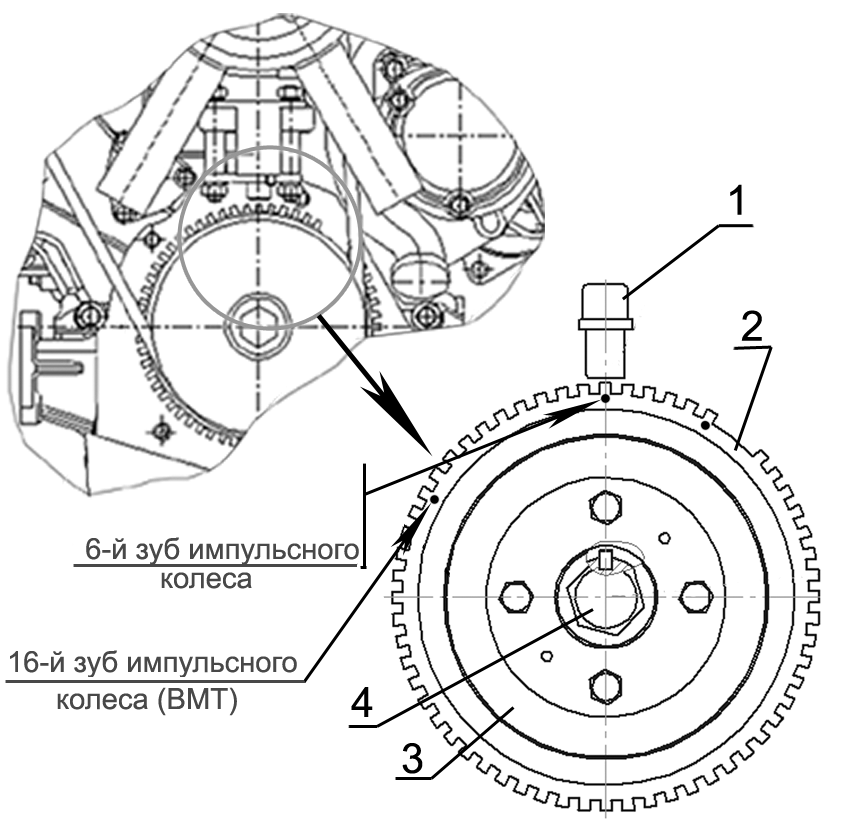 1
2
6-й зуб импульсного
колеса
16-й зуб импульсного
колеса (ВМТ)
4
3